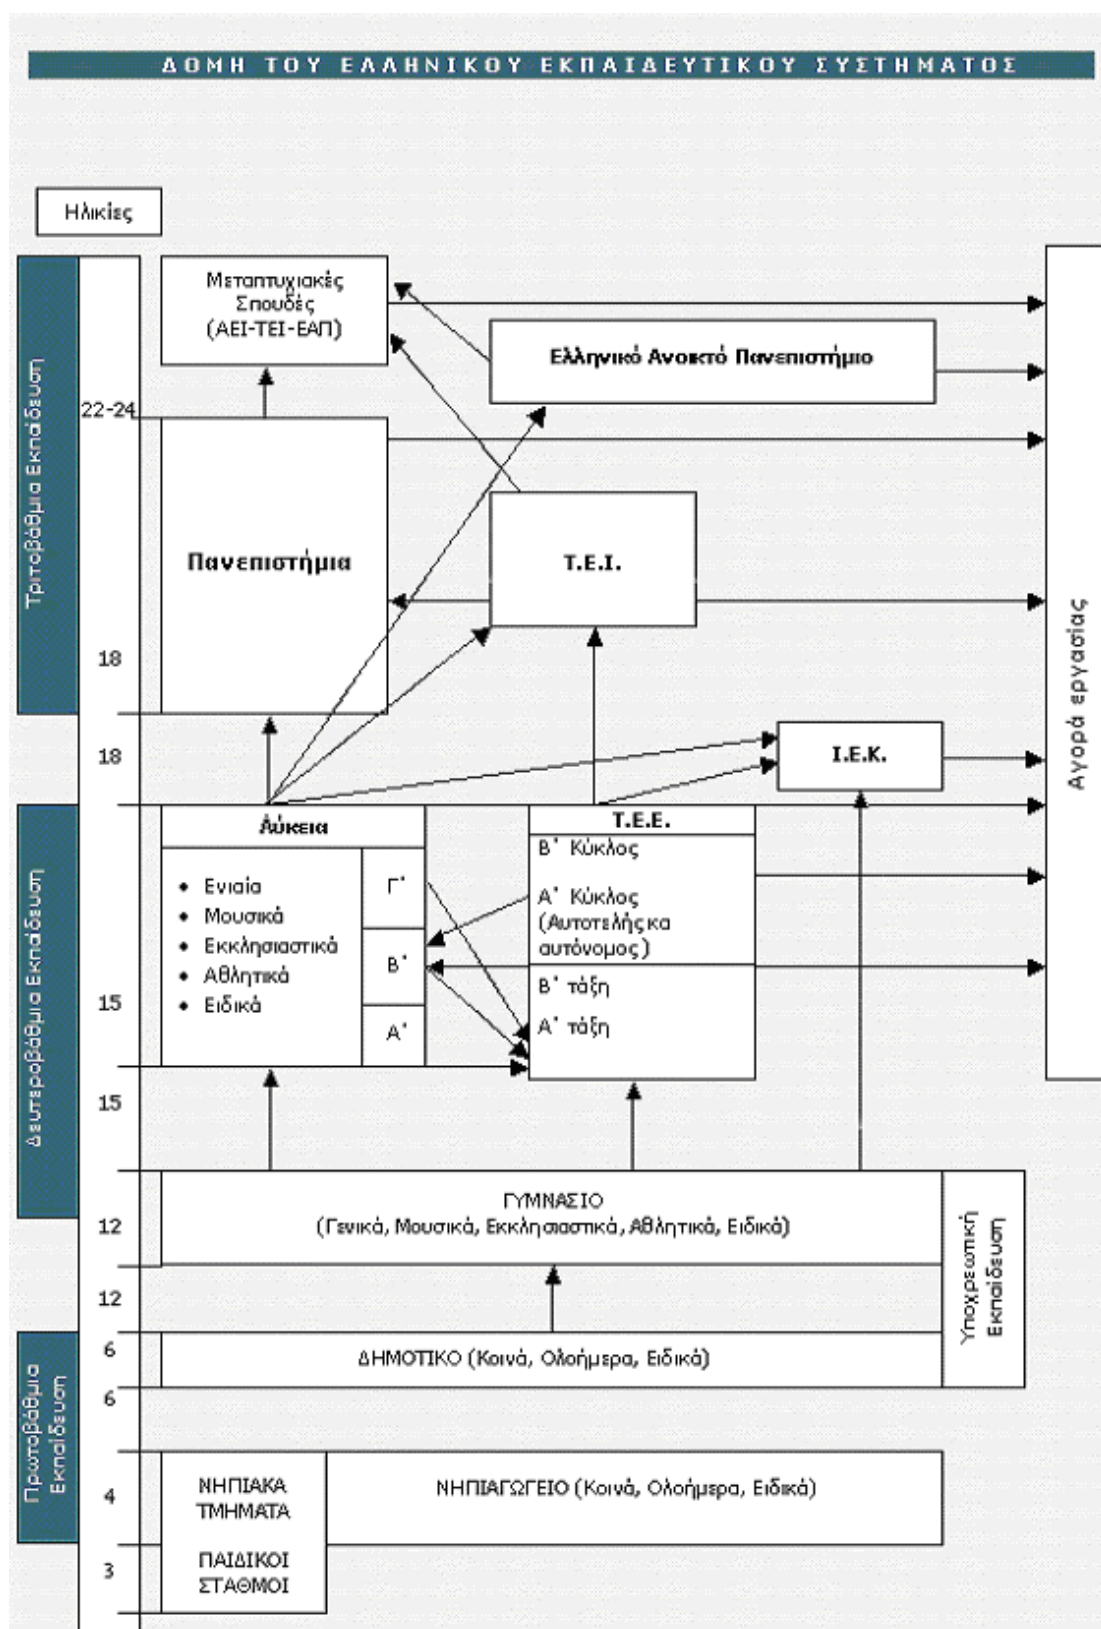 ΔΟΜΗ ΤΟΥ ΕΛΛΗΝΙΚΟΥ ΕΚΠΑΙΔΕΥΤΙΚΟΥ ΣΥΣΤΗΜΑΤΟΣ
Ηλικίες
Τριτοβάθμια Εκπαίδευση
22-24
18
18
Μεταπτυχιακές
Σπουδές
(ΑΕΙ-ΤΕΙ-ΕΑΠ)
Ελληνικό Ανοικτό Πανεπιστήμιο
Πανεπιστήμια
Τ.Ε.Ι.
Ι.Ε.Κ.
Αγορά εργασίας
Δευτεροβάθμια Εκπαίδευση
15
15
12
12
Λύκεια
• Ενιαία
• Μουσικά
• Εκκλησιαστικά
• Αθλητικά
• Ειδικά
Γ'
Β'
Α'
Τ.Ε.Ε.
Β' Κύκλος
Α' Κύκλος
(Αυτοτελής κα
αυτόνομος)
Β' τάξη
Α' τάξη
ΓΥΜΝΑΣΙΟ
(Γενικά, Μουσικά, Εκκλησιαστικά, Αθλητικά, Ειδικά)
Υποχρεωτική
Εκπαίδευση
Πρωτοβάθμια
Εκπαίδευση
6
6
4
3
ΔΗΜΟΤΙΚΟ (Κοινά, Ολοήμερα, Ειδικά)
ΝΗΠΙΑΚΑ
ΤΜΗΜΑΤΑ
ΠΑΙΔΙΚΟΙ
ΣΤΑΘΜΟΙ
ΝΗΠΙΑΓΩΓΕΙΟ (Κοινά, Ολοήμερα, Ειδικά)